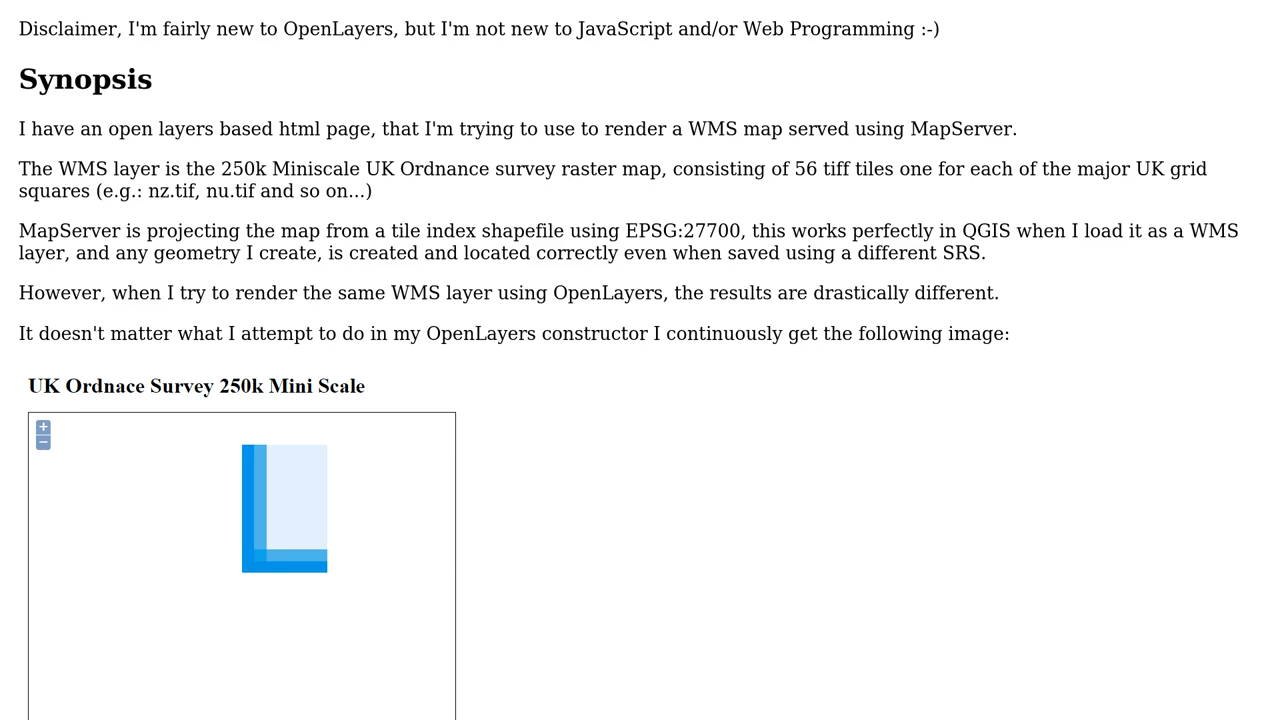 Disclaimer, I'm fairly new to OpenLayers, but I'm not new to JavaScript and/or Web Programming :-)
Synopsis
I have an open layers based html page, that I'm trying to use to render a WMS map served using MapServer.
The WMS layer is the 250k Miniscale UK Ordnance survey raster map, consisting of 56 tiff tiles one for each of the major UK grid
squares (e.g.: nz.tif, nu.tif and so on...)
MapServer is projecting the map from a tile index shapefile using EPSG:27700, this works perfectly in QGIS when I load it as a WMS
layer, and any geometry I create, is created and located correctly even when saved using a different SRS.
However, when I try to render the same WMS layer using OpenLayers, the results are drastically different.
It doesn't matter what I attempt to do in my OpenLayers constructor I continuously get the following image:
UK Ordnace Survey 250k Mini Scale
+
−